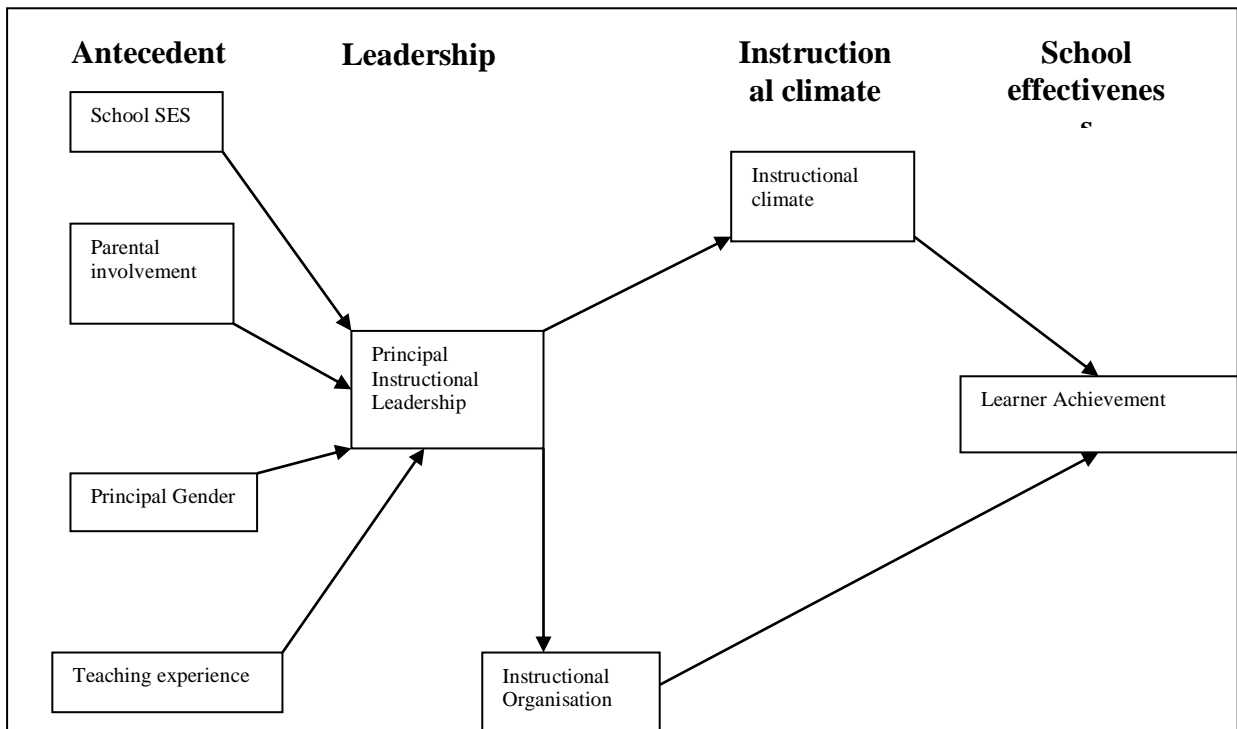 Antecedent
Leadership
Instruction
al climate
School
effectivenes
s
School SES
Instructional
climate
Parental
involvement
Principal
Instructional
Leadership
Learner Achievement
Principal Gender
Teaching experience
Instructional
Organisation